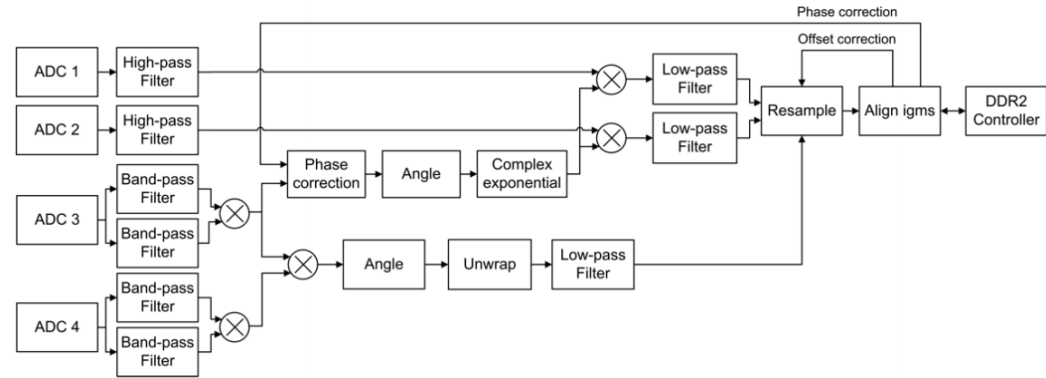 Phase correction
Offset correction
ADC 1
High-pass
Filter
Low-pass
Filter
Resample
Align igms
DDR2
Controller
ADC 2
High-pass
Filter
Low-pass
Filter
Phase
correction
Angle
Complex
exponential
ADC 3
Band-pass
Filter
Band-pass
Filter
Angle
Unwrap
Low-pass
Filter
ADC 4
Band-pass
Filter
Band-pass
Filter